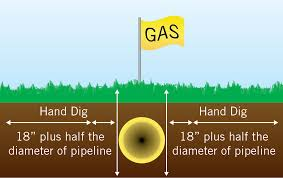 GAS
Hand Dig
18” plus half the
diameter of pipeline
Hand Dig
18” plus half the
diameter of pipeline